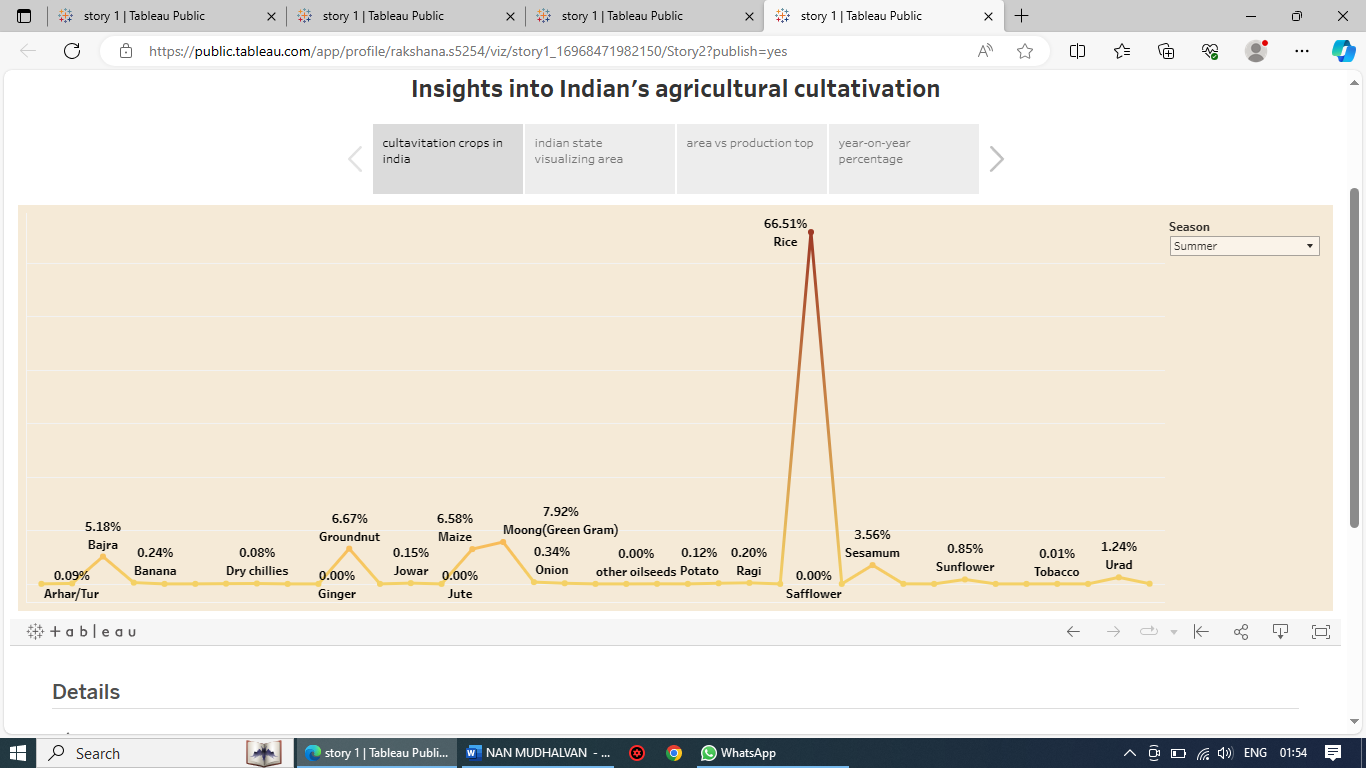 story 1 | Tableau Public
story 1 | Tableau Public
story 1 | Tableau Public
story 1 | Tableau Public
https://public.tableau.com/app/profile/rakshana.s5254/viz/story1_16968471982150/Story2?publish=yes
Insights into Indian's agricultural cultativation
cultavitation crops in
india
indian state
visualizing area
area vs production top
year-on-year
percentage
Season
Summer
66.51%
Rice
5.18%
Bajra
0.09%
Arhar/Tur
0.24%
Banana
0.08%
Dry chillies
6.67%
Groundnut
0.00%
Ginger
0.15%
Jowar
6.58%
Maize
0.00%
Jute
7.92%
Moong(Green Gram)
0.34%
Onion
0.00%
other oilseeds
0.12%
Potato
0.20%
Ragi
0.00%
Safflower
3.56%
Sesamum
0.85%
Sunflower
0.01%
Tobacco
1.24%
Urad
+ableau
Details
Search
story 1 | Tableau Publi...
NAN MUDHALVAN - ...
WhatsApp
ENG
01:54